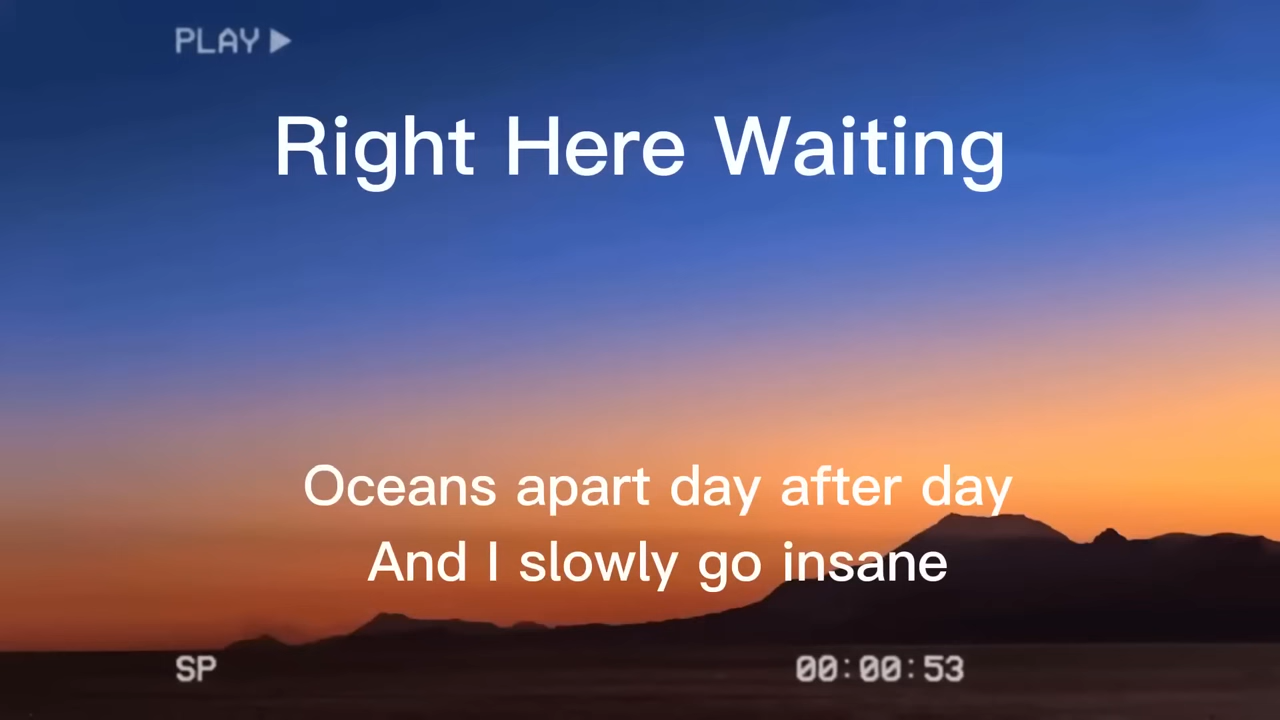 PLAY ▶
Right Here Waiting
Oceans apart day after day
And I slowly go insane
SP
00:00:53